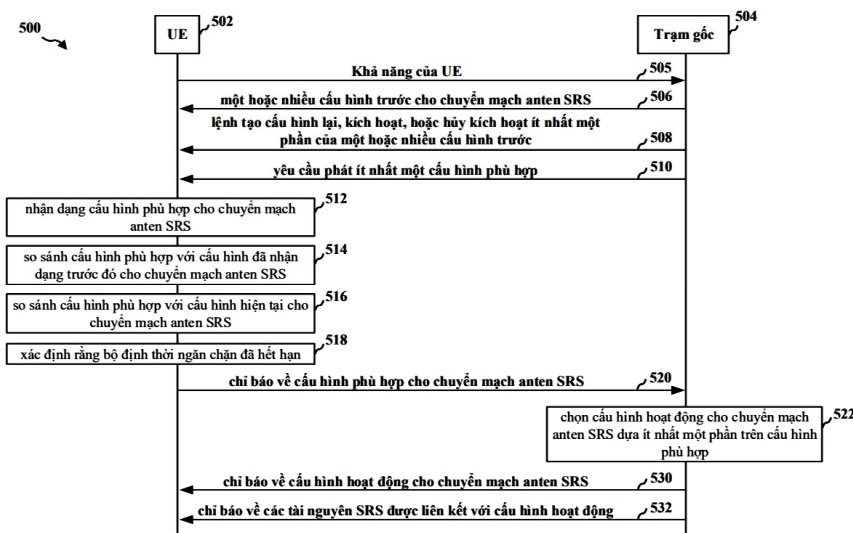 500
UE
502
Trạm gốc
504
Khả năng của UE
505
một hoặc nhiều cấu hình trước cho chuyển mạch anten SRS
506
lệnh tạo cấu hình lại, kích hoạt, hoặc hủy kích hoạt ít nhất một
phần của một hoặc nhiều cấu hình trước
508
yêu cầu phát ít nhất một cấu hình phù hợp
510
nhận dạng cấu hình phù hợp cho chuyển mạch
anten SRS
512
so sánh cấu hình phù hợp với cấu hình đã nhận
dạng trước đó cho chuyển mạch anten SRS
514
so sánh cấu hình phù hợp với cấu hình hiện tại cho
chuyển mạch anten SRS
516
xác định rằng bộ định thời ngăn chặn đã hết hạn
518
chỉ báo về cấu hình phù hợp cho chuyển mạch anten SRS
520
chọn cấu hình hoạt động cho chuyển mạch
anten SRS dựa ít nhất một phần trên cấu hình
phù hợp
522
chỉ báo về cấu hình hoạt động cho chuyển mạch anten SRS
530
chỉ báo về các tài nguyên SRS được liên kết với cấu hình hoạt động
532